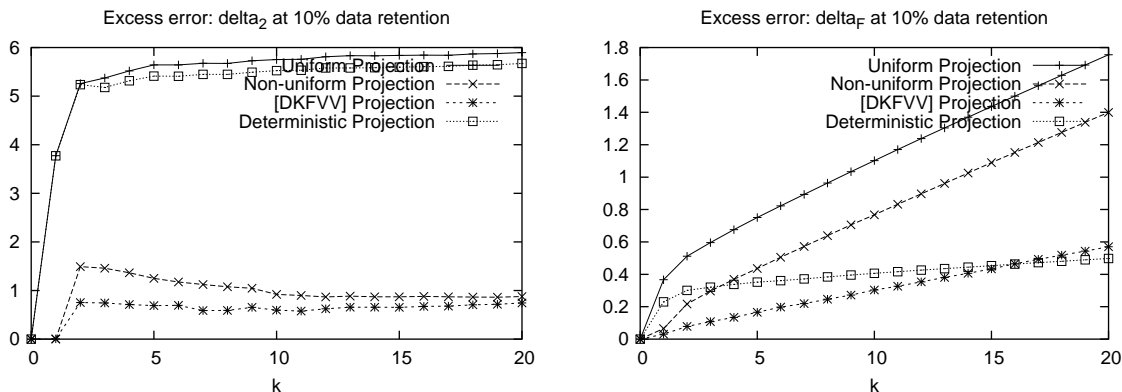 Excess error: delta2 at 10% data retention
6
5
4
3
2
1
0
0 5 10 15 20
k
Uniform Projection
Non-uniform Projection
[DKFVV] Projection
Deterministic Projection
Excess error: deltaF at 10% data retention
1.8
1.6
1.4
1.2
1
0.8
0.6
0.4
0.2
0
0 5 10 15 20
k
Uniform Projection
Non-uniform Projection
[DKFVV] Projection
Deterministic Projection